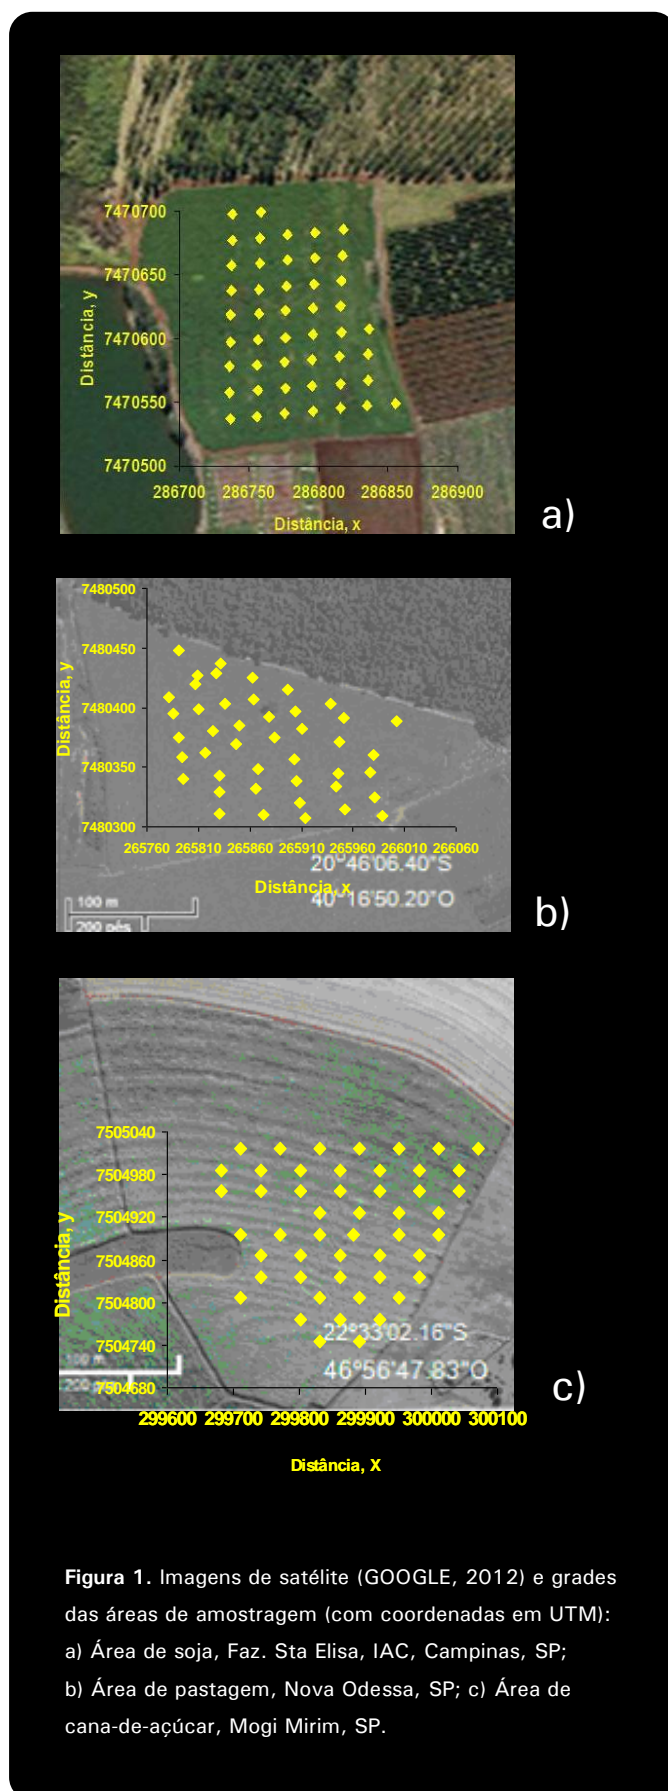 7470700
7470650
7470600
7470550
7470500
Distância, y
286700 286750 286800 286850 286900
Distância, x
a)
7480500
7480450
7480400
7480350
7480300
Distância, y
265760 265810 265860 265910 265960 266010 266060
20°46'06.40"S
Distância, x
40°16'50.20"O
100 m
200 pés
b)
7505040
7504980
7504920
7504860
7504800
7504740
7504680
Distância, y
22°33'02.16"S
46°56'47.83"O
100 m
200
c)
299600 299700 299800 299900 300000 300100
Distância, X
Figura 1. Imagens de satélite (GOOGLE, 2012) e grades
das áreas de amostragem (com coordenadas em UTM):
a) Área de soja, Faz. Sta Elisa, IAC, Campinas, SP;
b) Área de pastagem, Nova Odessa, SP; c) Área de
cana-de-açúcar, Mogi Mirim, SP.